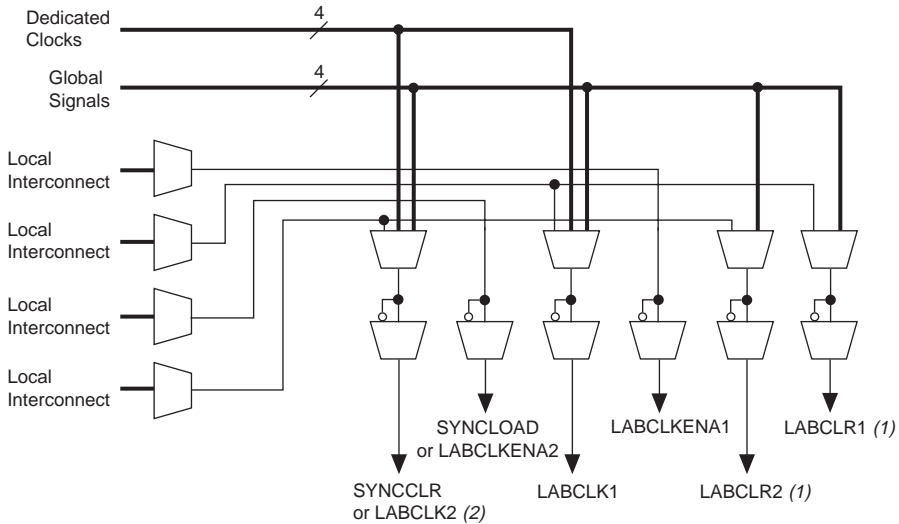 Dedicated
Clocks
4
Global
Signals
4
Local
Interconnect
Local
Interconnect
Local
Interconnect
Local
Interconnect
SYNCLOAD
or LABCLKENA2
LABCLKENA1
LABCLR1 (1)
SYNCCLR
or LABCLK2 (2)
LABCLK1
LABCLR2 (1)